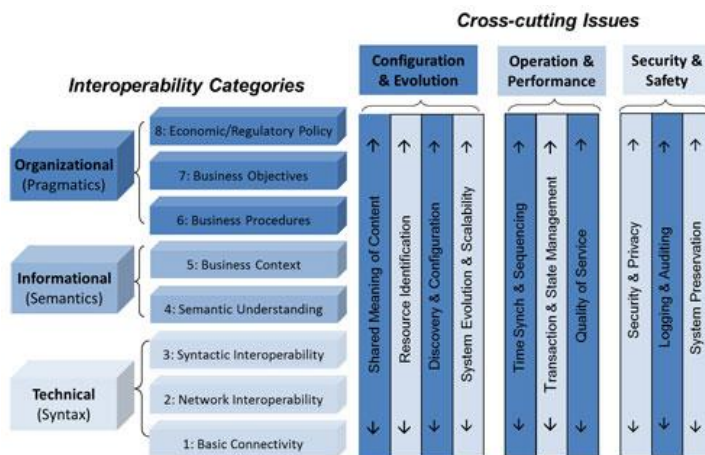 Cross-cutting Issues
Configuration
& Evolution
Operation &
Performance
Security &
Safety
Interoperability Categories
Organizational
(Pragmatics)
8: Economic/Regulatory Policy
7: Business Objectives
6: Business Procedures
Informational
(Semantics)
5: Business Context
4: Semantic Understanding
Technical
(Syntax)
3: Syntactic Interoperability
2: Network Interoperability
1: Basic Connectivity
Shared Meaning of Content
Resource Identification
Discovery & Configuration
System Evolution & Scalability
Time Synch & Sequencing
Transaction & State Management
Quality of Service
Security & Privacy
Logging & Auditing
System Preservation